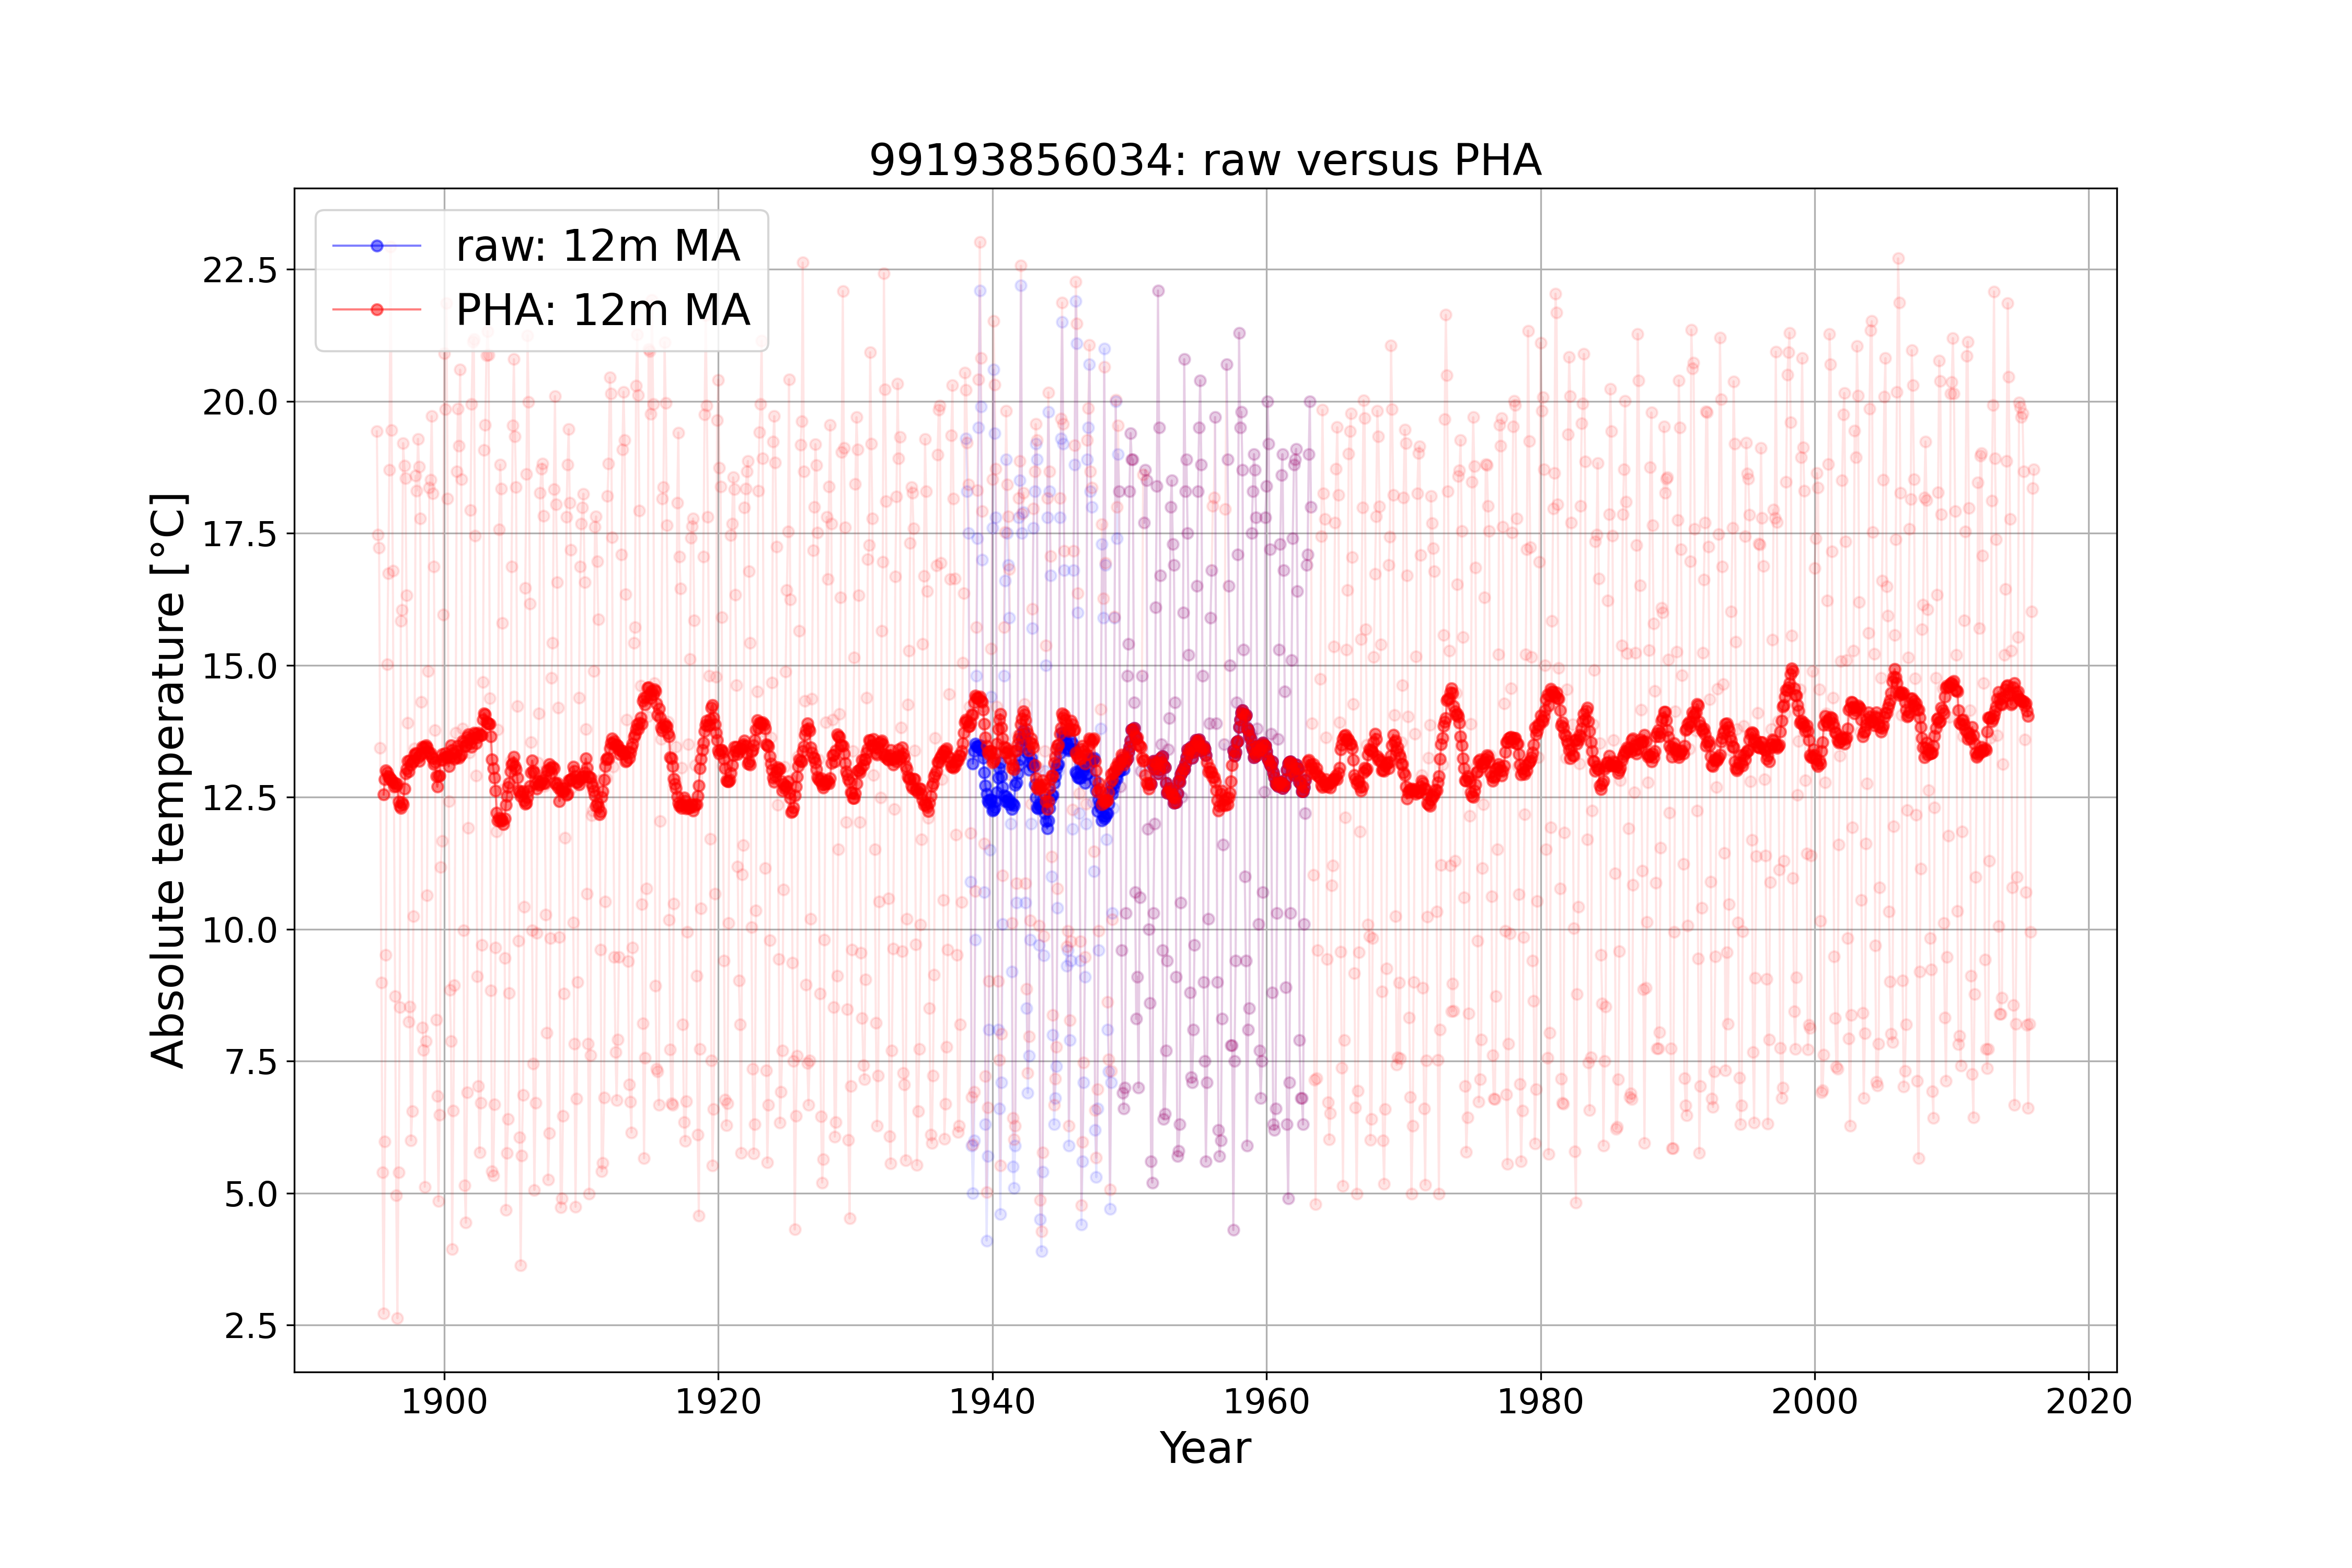 99193856034: raw versus PHA
raw: 12m MA
PHA: 12m MA
Absolute temperature [°C]
22.5
20.0
17.5
15.0
12.5
10.0
7.5
5.0
2.5
1900 1920 1940 1960 1980 2000 2020
Year